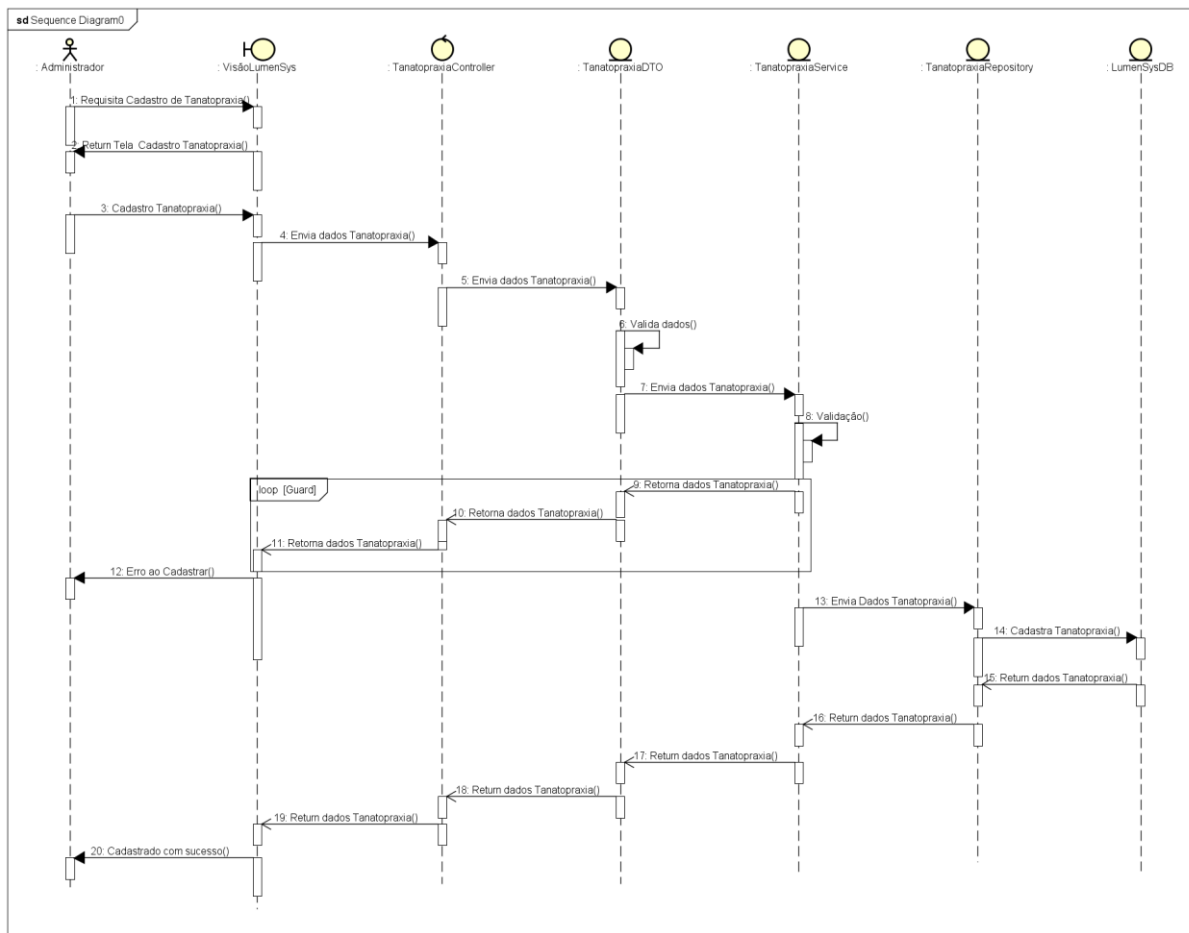 sd Sequence Diagram0
: Administrador
: VisãoLumenSys
: TanatopraxiaController
: TanatopraxiaDTO
: TanatopraxiaService
: TanatopraxiaRepository
: LumenSysDB
1: Requisita Cadastro de Tanatopraxia()
2: Return Tela Cadastro Tanatopraxia()
3: Cadastro Tanatopraxia()
4: Envia dados Tanatopraxia()
5: Envia dados Tanatopraxia()
6: Valida dados()
7: Envia dados Tanatopraxia()
8: Validação()
loop [Guard]
9: Retorna dados Tanatopraxia()
10: Retorna dados Tanatopraxia()
11: Retorna dados Tanatopraxia()
12: Erro ao Cadastrar()
13: Envia Dados Tanatopraxia()
14: Cadastra Tanatopraxia()
15: Return dados Tanatopraxia()
16: Return dados Tanatopraxia()
17: Return dados Tanatopraxia()
18: Return dados Tanatopraxia()
19: Return dados Tanatopraxia()
20: Cadastrado com sucesso()